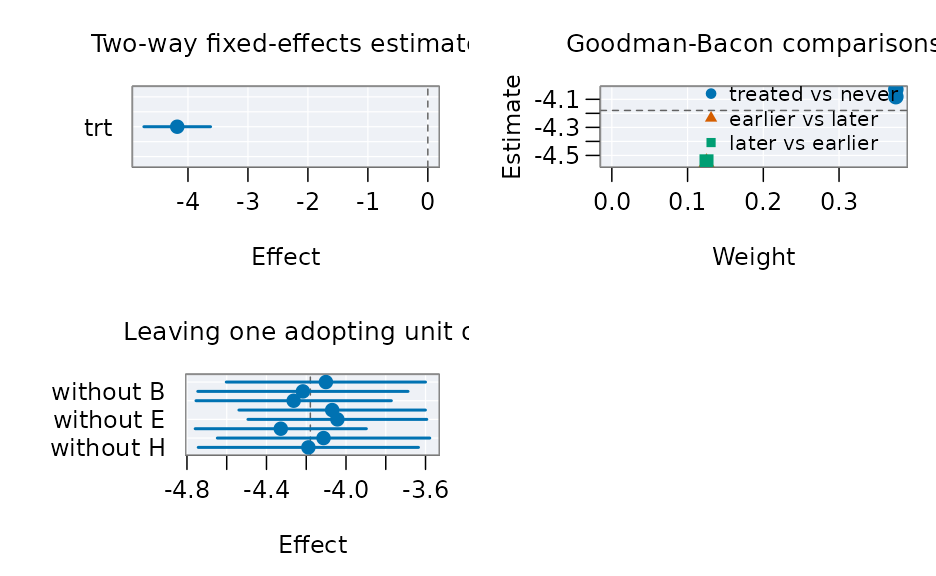 Two-way fixed-effects estimate
trt
-4 -3 -2 -1 0
Effect
Goodman-Bacon comparisons
Estimate
-4.1
-4.3
-4.5
treated vs never
earlier vs later
later vs earlier
0.0 0.1 0.2 0.3
Weight
Leaving one adopting unit
without B
without E
without H
-4.8 -4.4 -4.0 -3.6
Effect